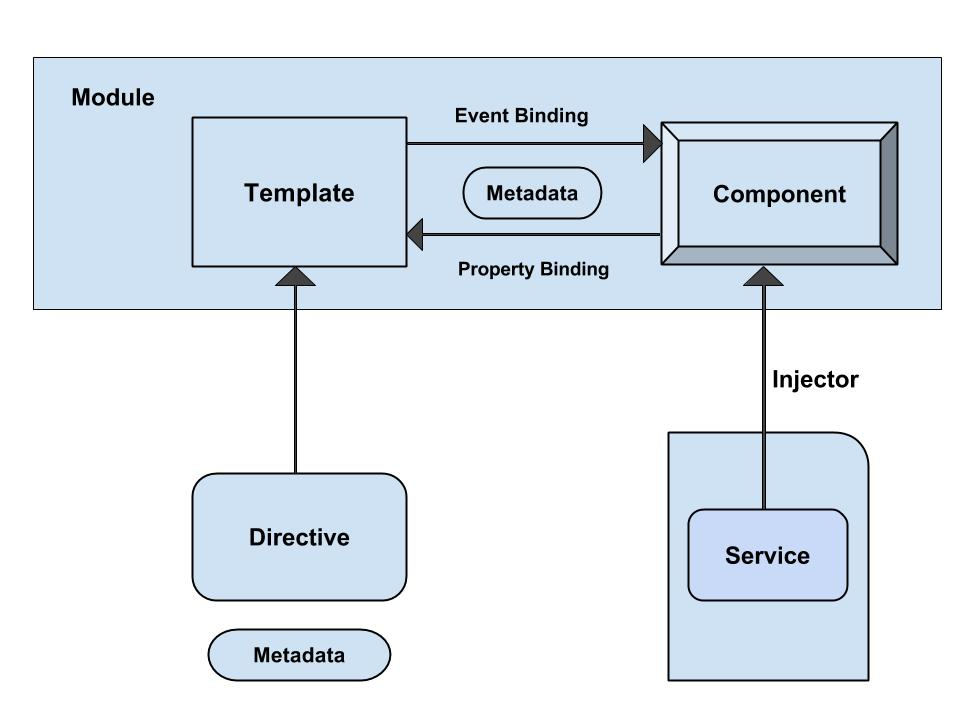 Module
Event Binding
Template
Metadata
Component
Property Binding
Injector
Directive
Service
Metadata